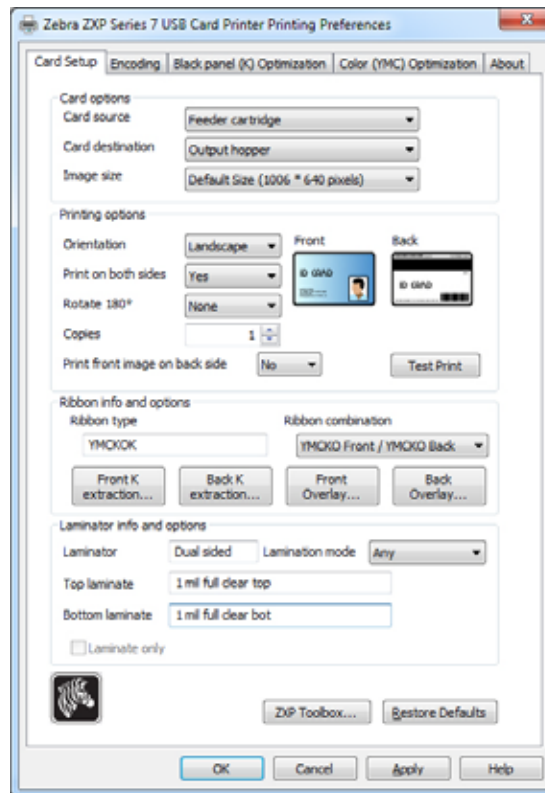 Zebra ZXP Series 7 USB Card Printer Printing Preferences
Card Setup Encoding Black panel (K) Optimization Color (YMC) Optimization About
Card options
Card source Feeder cartridge
Card destination Output hopper
Image size Default Size (1006 * 640 pixels)
Printing options
Orientation Landscape Front Back
Print on both sides Yes
ID CARD
ID CARD
Rotate 180° None
Copies 1
Print front image on back side No Test Print
Ribbon info and options
Ribbon type Ribbon combination
YMCKOK YMCKO Front / YMCKO Back
Front K extraction... Back K extraction... Front Overlay... Back Overlay...
Laminator info and options
Laminator Dual sided Lamination mode Any
Top laminate 1 mil full clear top
Bottom laminate 1 mil full clear bot
Laminate only
ZXP Toolbox... Restore Defaults
OK Cancel Apply Help